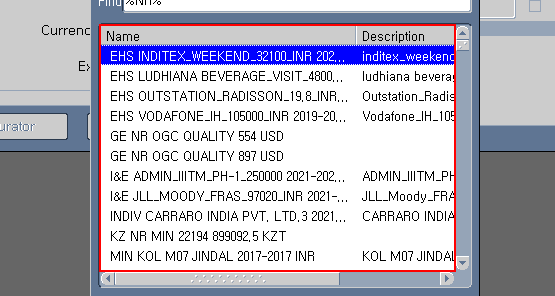 Find %NR%
Currenc
Ex
urator
Name Description
EHS INDITEX_WEEKEND_32100_INR 202... inditex_weekend
EHS LUDHIANA BEVERAGE_VISIT_4800... ludhiana beverag
EHS OUTSTATION_RADISSON_19,8_INR... Outstation_Radis
EHS VODAFONE_IH_105000_INR 2019-20... Vodafone_IH_105
GE NR OGC QUALITY 554 USD
GE NR OGC QUALITY 897 USD
I&E ADMIN_IIITM_PH-1_250000 2021-202... ADMIN_IIITM_PH-
I&E JLL_MOODY_FRAS_97020_INR 2021-... JLL_Moody_FRAS
INDIV CARRARO INDIA PVT. LTD.3 2021... CARRARO INDIA
KZ NR MIN 22194 899092,5 KZT
MIN KOL M07 JINDAL 2017-2017 INR KOL M07 JINDAL